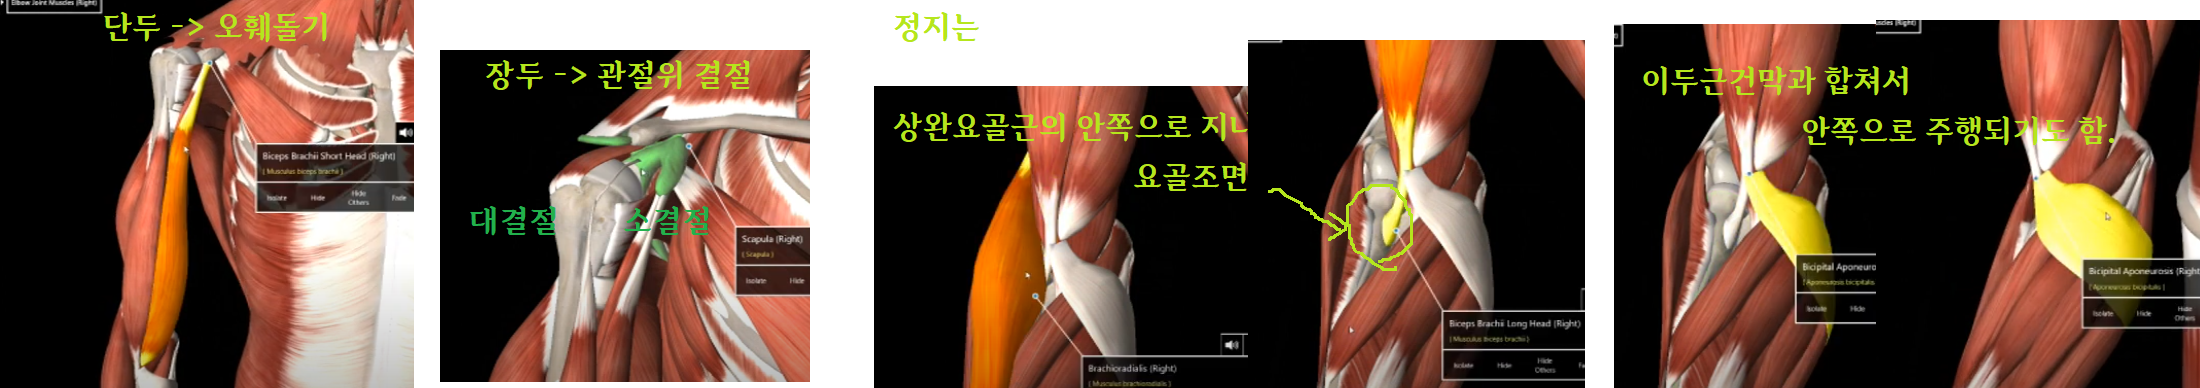 Elbow Joint Muscles (Right)
단두 -> 오훼돌기
Biceps Brachii Short Head (Right)
( Musculus biceps brachii )
Isolate
Hide
Hide Others
Fade
장두 -> 관절위 결절
대결절
소결절
Scapula (Right)
( Scapula )
Isolate
Hide
정지는
상완요골근의 안쪽으로 지나
요골조면
Brachioradialis (Right)
( Musculus brachioradialis )
Biceps Brachii Long Head (Right)
( Musculus biceps brachii )
Isolate
Hide
Hide Others
이두근건막과 합쳐서
안쪽으로 주행되기도 함.
Bicipital Aponeuro
( Aponeurosis bicipitalis
Isolate
Hide
uscles (Right)
Bicipital Aponeurosis (Right
( Aponeurosis bicipitalis )
Isolate
Hide
Hide Others